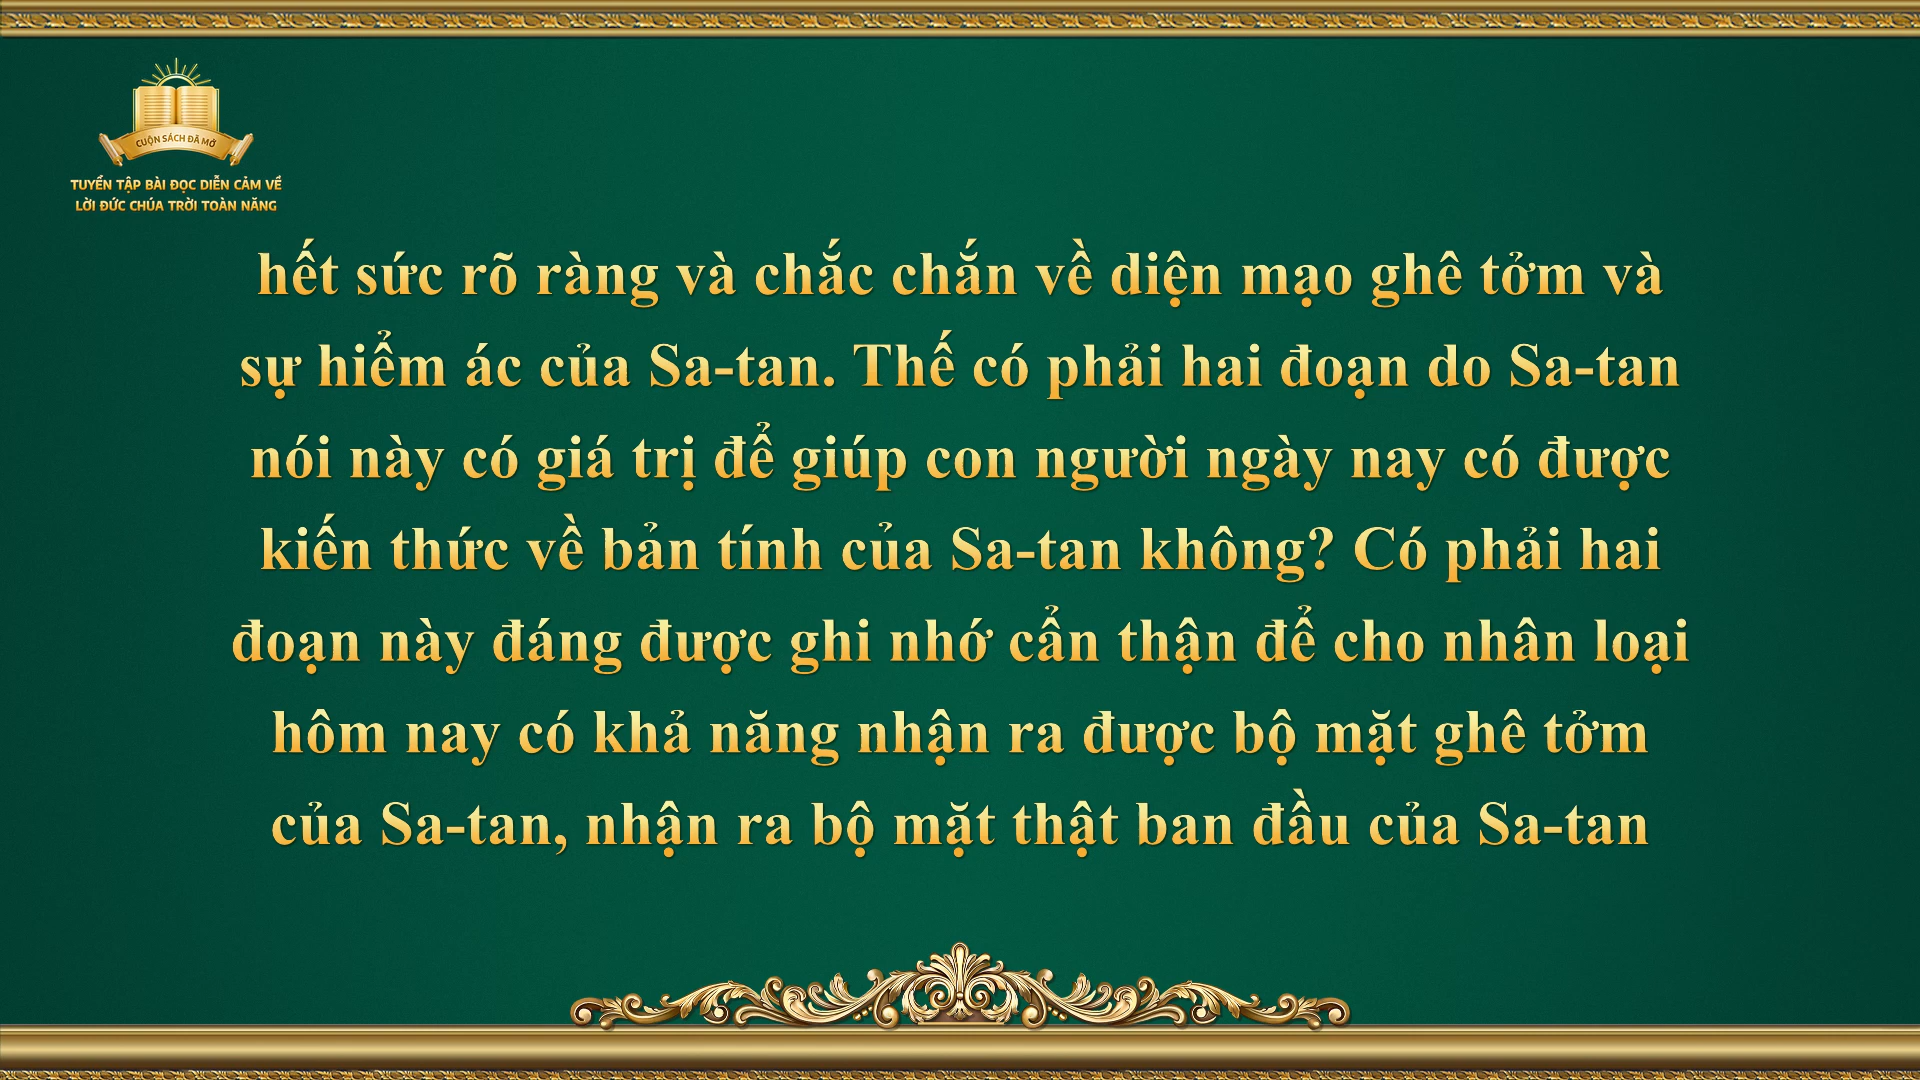 CUỘN SÁCH ĐÃ MỞ
TUYỂN TẬP BÀI ĐỌC DIỄN CẢM VỀ
LỜI ĐỨC CHÚA TRỜI TOÀN NĂNG
hết sức rõ ràng và chắc chắn về diện mạo ghê tởm và
sự hiểm ác của Sa-tan. Thế có phải hai đoạn do Sa-tan
nói này có giá trị để giúp con người ngày nay có được
kiến thức về bản tính của Sa-tan không? Có phải hai
đoạn này đáng được ghi nhớ cẩn thận để cho nhân loại
hôm nay có khả năng nhận ra được bộ mặt ghê tởm
của Sa-tan, nhận ra bộ mặt thật ban đầu của Sa-tan